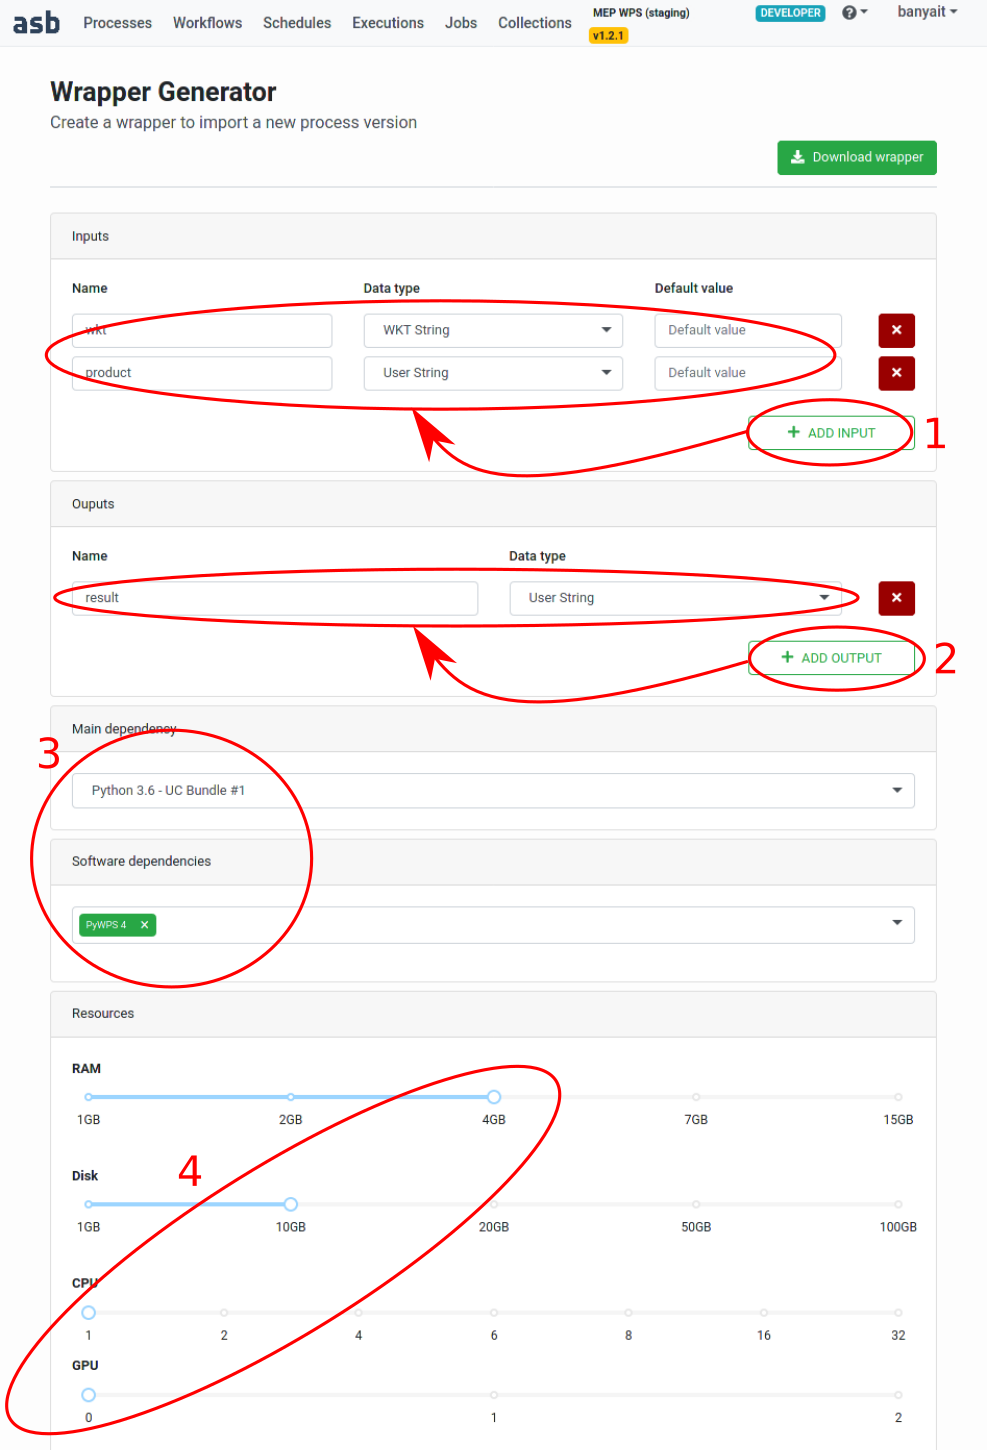 asb Processes Workflows Schedules Executions Jobs Collections MEP WPS (staging) v1.2.1 DEVELOPER banyait
Wrapper Generator
Create a wrapper to import a new process version
Download wrapper
Inputs
Name Data type Default value
wkt WKT String Default value
product User String Default value
ADD INPUT 1
Ouputs
Name Data type
result User String
ADD OUTPUT 2
Main dependency
3
Python 3.6 - UC Bundle #1
Software dependencies
PyWPS 4
Resources
RAM
1GB 2GB 4GB 7GB 15GB
4
Disk
1GB 10GB 20GB 50GB 100GB
CPU
1 2 4 6 8 16 32
GPU
0 1 2